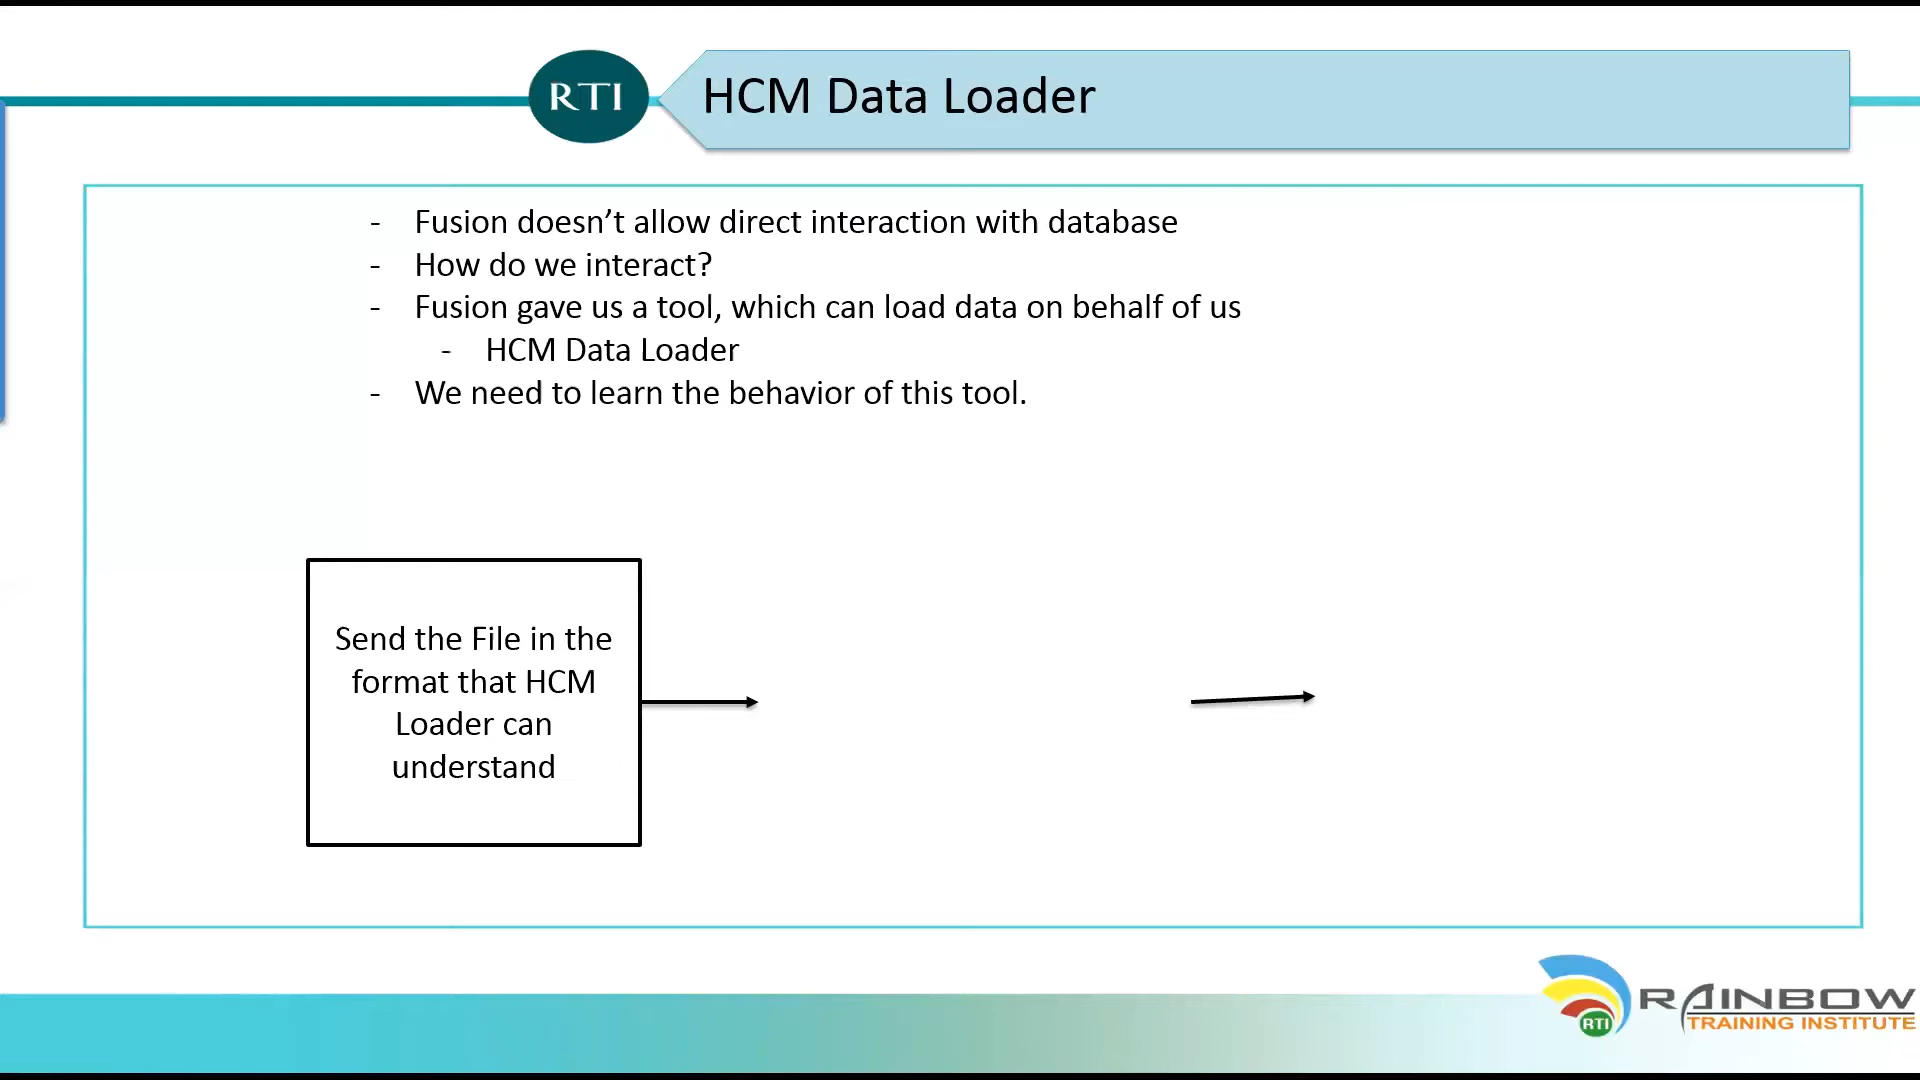 RTI
HCM Data Loader
- Fusion doesn’t allow direct interaction with database
- How do we interact?
- Fusion gave us a tool, which can load data on behalf of us
- HCM Data Loader
- We need to learn the behavior of this tool.
Send the File in the
format that HCM
Loader can
understand
RTI
RAINBOW
TRAINING INSTITUTE